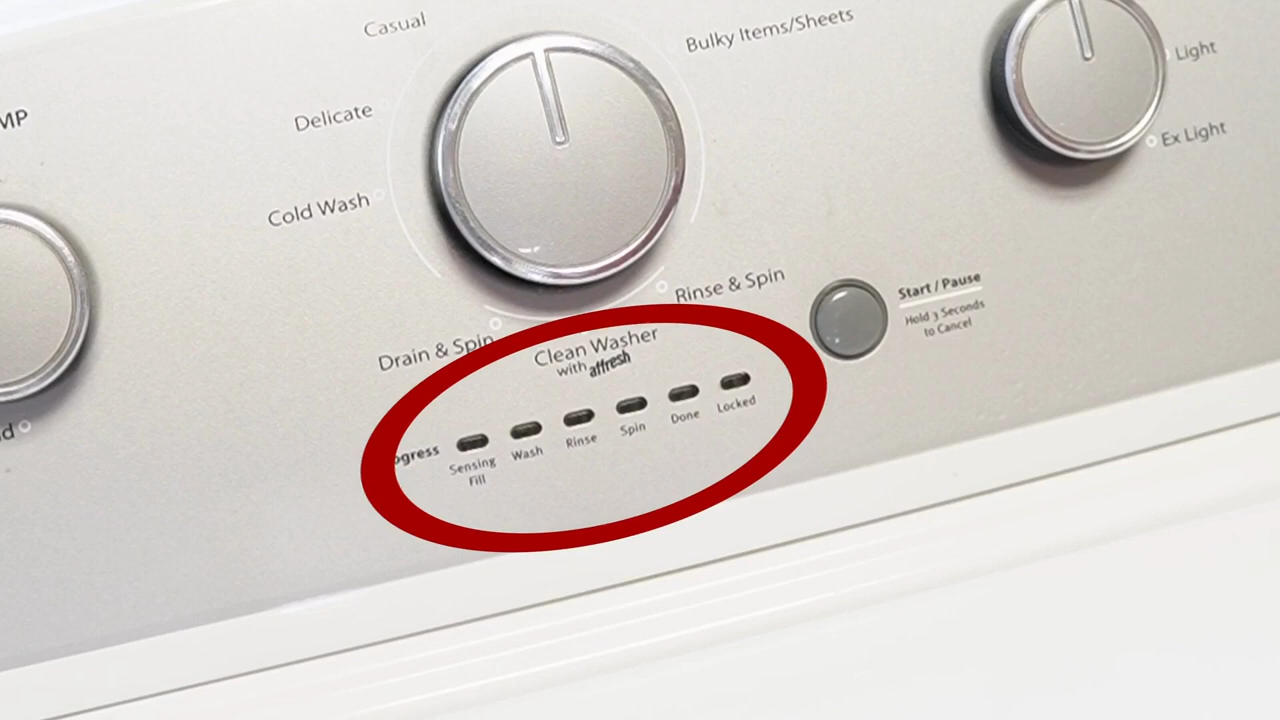 Casual
Bulky Items/Sheets
Light
MP
Delicate
Ex Light
Cold Wash
Rinse & Spin
Start / Pause
Hold 3 Seconds
to Cancel
Drain & Spin
Clean Washer
with affresh
ogress
Sensing
Fill
Wash
Rinse
Spin
Done
Locked
d